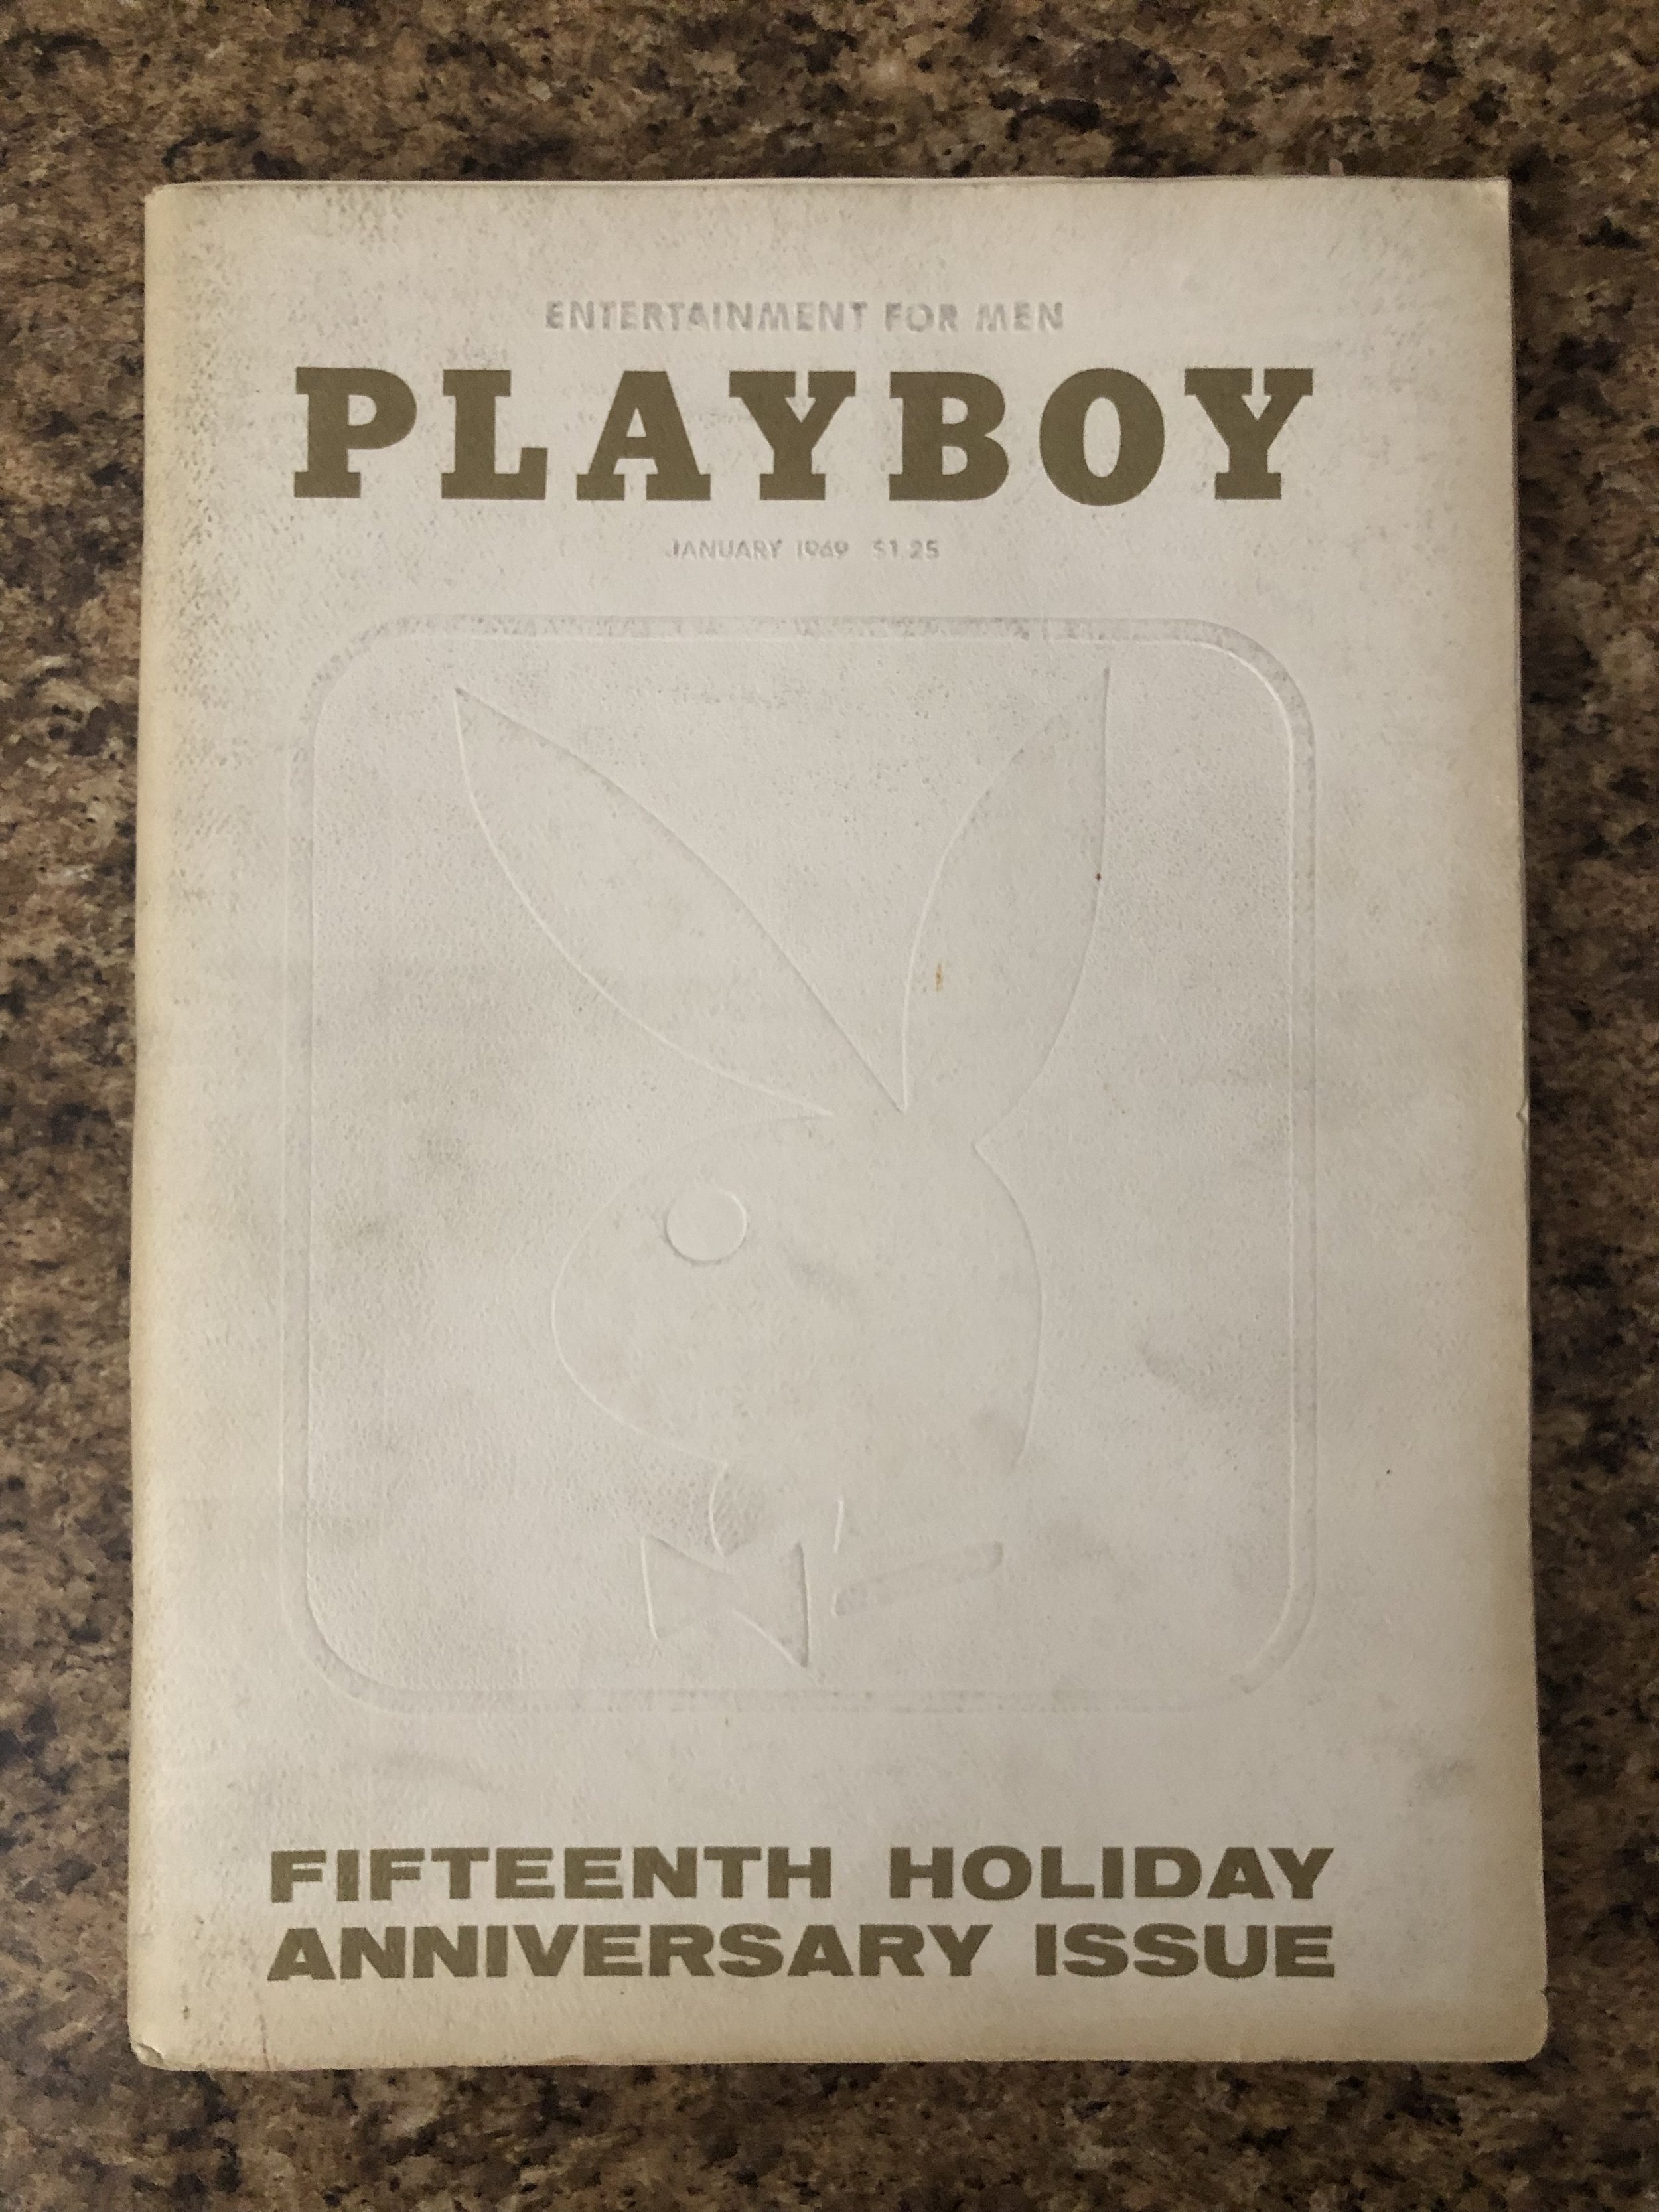 ENTERTAINMENT FOR MEN
PLAYBOY
JANUARY 1969 $1.25
FIFTEENTH HOLIDAY
ANNIVERSARY ISSUE